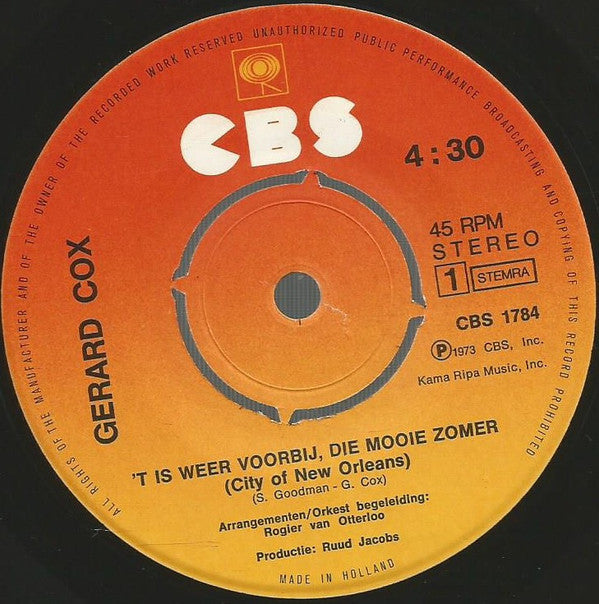 ALL RIGHTS OF THE MANUFACTURER AND OF THE OWNER OF THE RECORDED WORK RESERVED UNAUTHORIZED PUBLIC PERFORMANCE BROADCASTING AND COPYING OF THIS RECORD PROHIBITED
CBS
4:30
45 RPM
STEREO
1 STEMRA
CBS 1784
Ⓟ1973 CBS, Inc.
Kama Ripa Music, Inc.
GERARD COX
'T IS WEER VOORBIJ, DIE MOOIE ZOMER
(City of New Orleans)
(S. Goodman - G. Cox)
Arrangementen/Orkest begeleiding:
Rogier van Otterloo
Productie: Ruud Jacobs
MADE IN HOLLAND